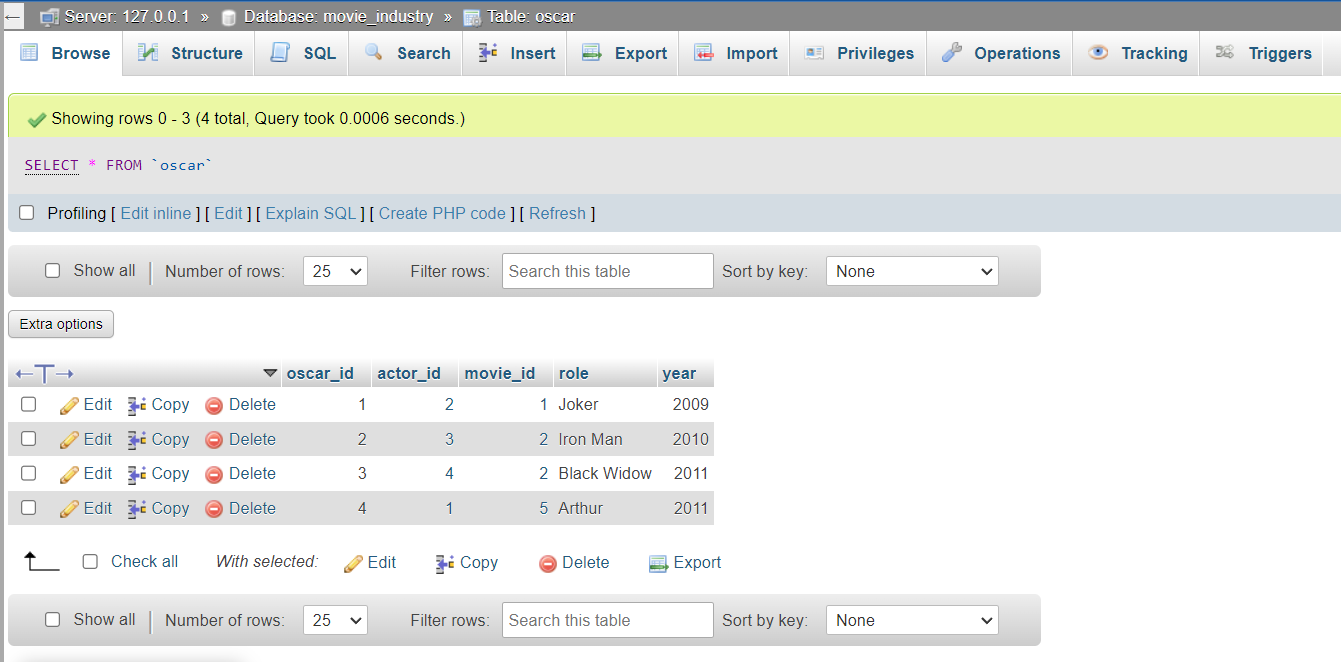 Server: 127.0.0.1 » Database: movie_industry » Table: oscar
Browse Structure SQL Search Insert Export Import Privileges Operations Tracking Triggers
Showing rows 0 - 3 (4 total, Query took 0.0006 seconds.)
SELECT * FROM `oscar`
Profiling [ Edit inline ] [ Edit ] [ Explain SQL ] [ Create PHP code ] [ Refresh ]
Show all Number of rows: 25 Filter rows: Search this table Sort by key: None
Extra options
oscar_id actor_id movie_id role year
Edit Copy Delete 1 2 1 Joker 2009
Edit Copy Delete 2 3 2 Iron Man 2010
Edit Copy Delete 3 4 2 Black Widow 2011
Edit Copy Delete 4 1 5 Arthur 2011
Check all With selected: Edit Copy Delete Export
Show all Number of rows: 25 Filter rows: Search this table Sort by key: None